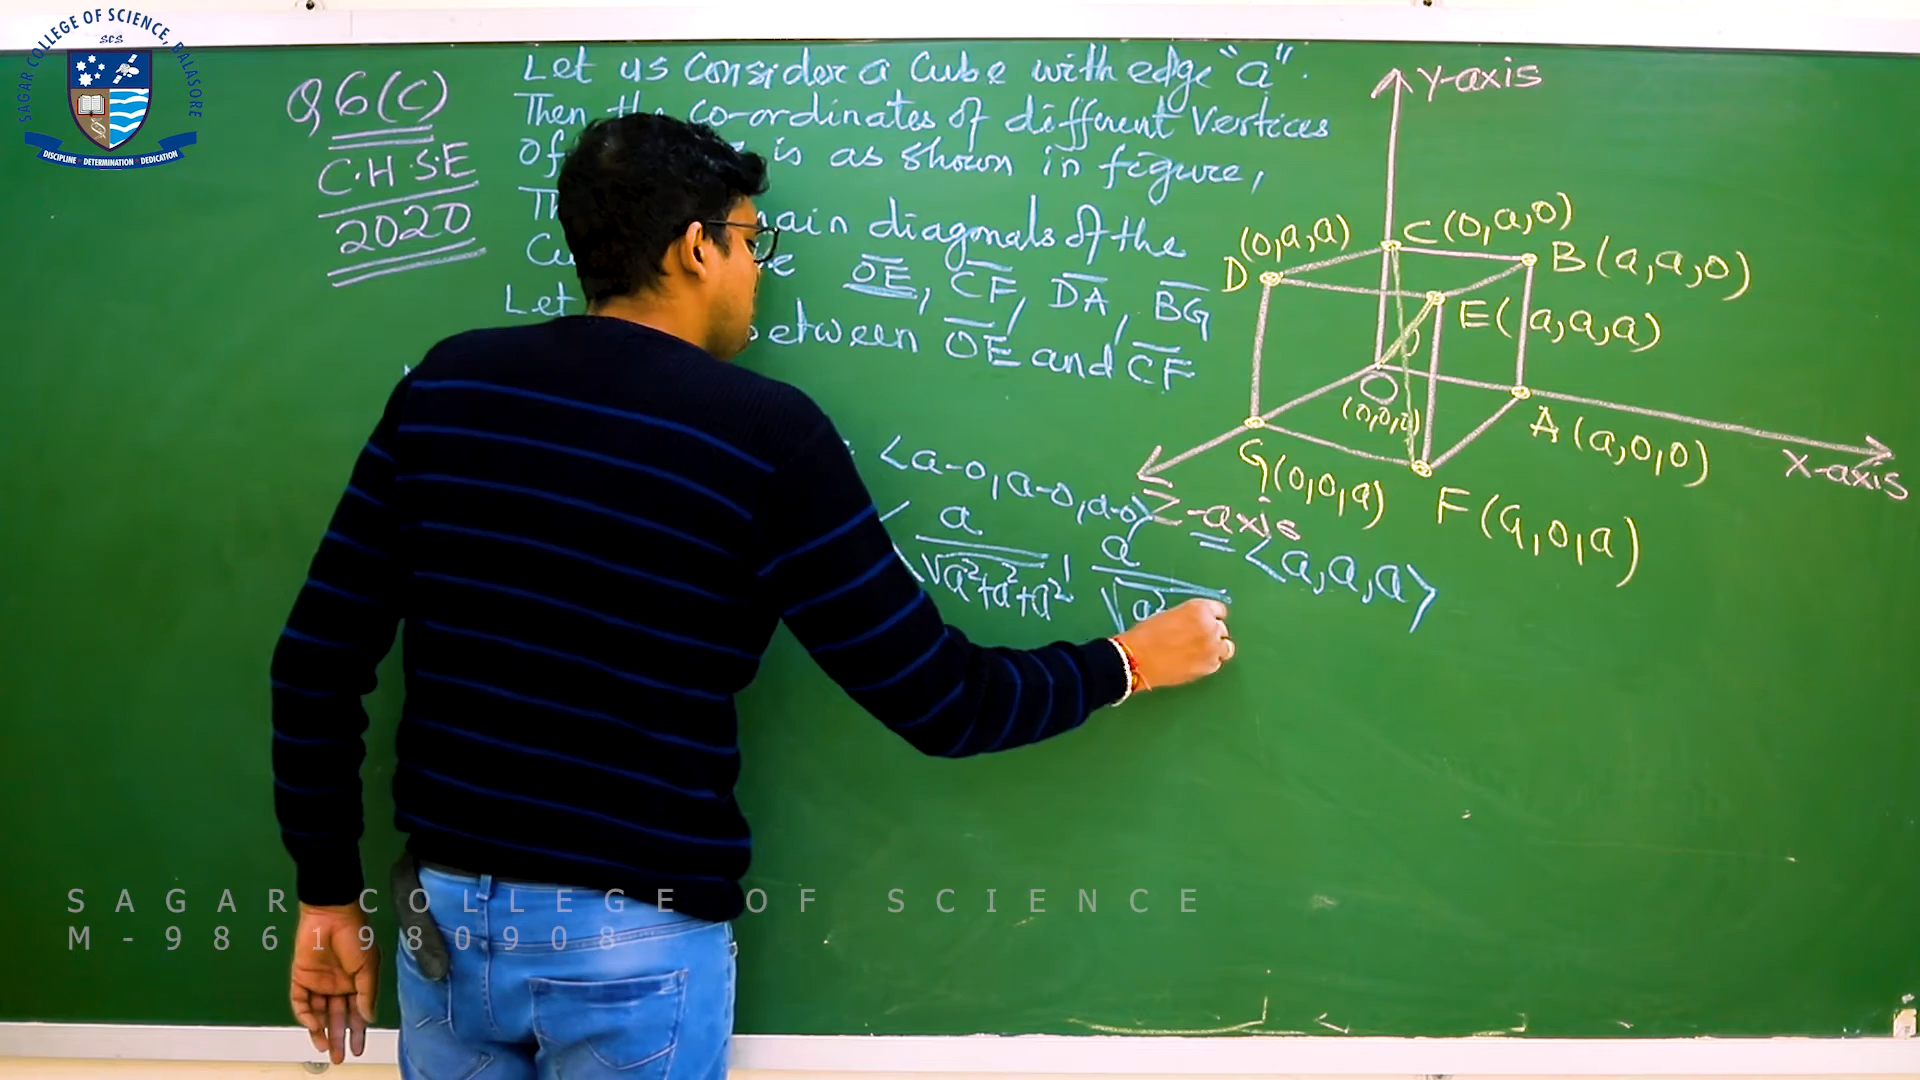 SAGAR COLLEGE OF SCIENCE, BALASORE
SCS
DISCIPLINE • DETERMINATION • DEDICATION
Q 6(c)
C.H.S.E
2020
Let us Consider a Cube with edge "a".
Then the co-ordinates of different Vertices
of is as shown in figure,
main diagonals of the
OE, CF, DA, BG
Let between OE and CF
<a-0, a-0, a-0>
= <a, a, a>
a/√a²+a²+a², a/√a²
Y-axis
X-axis
Z-axis
D (0,a,a)
C (0,a,0)
B (a,a,0)
E (a,a,a)
O
(0,0,0)
A (a,0,0)
G (0,0,a)
F (a,0,a)
SAGAR COLLEGE OF SCIENCE
M-9861980908